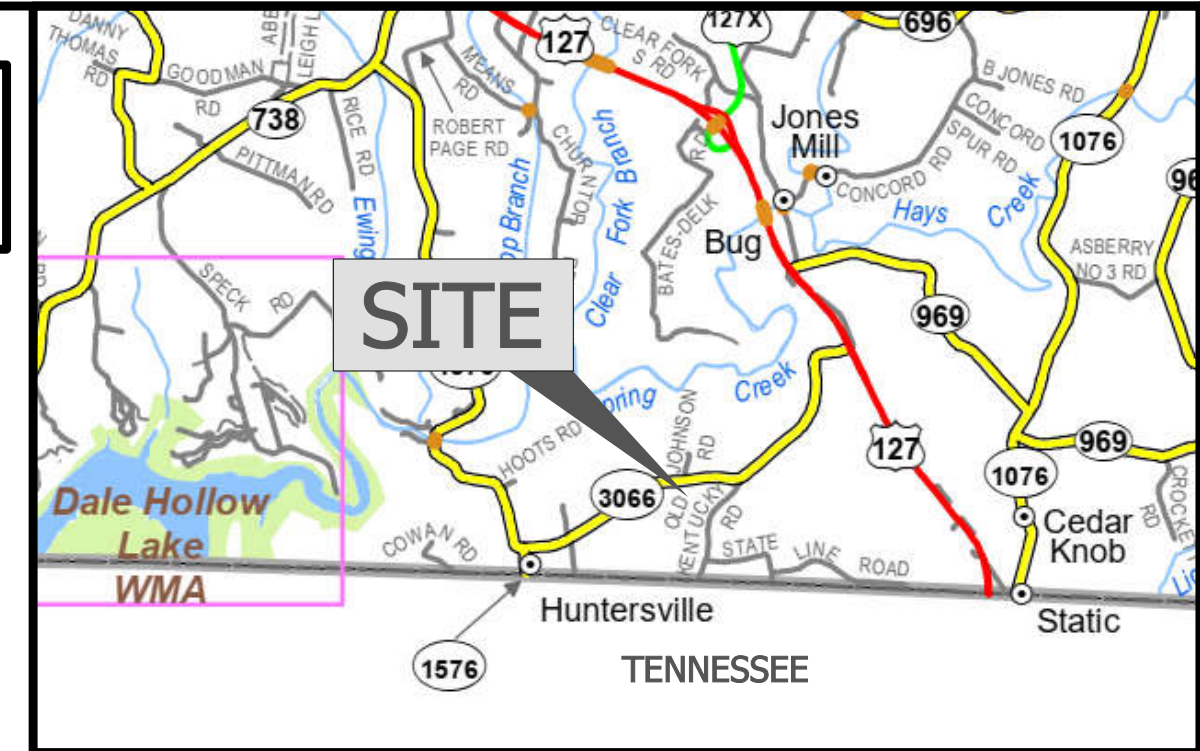 DANNY
THOMAS
RD
GOODMAN
RD
738
PITTMAN RD
RICE RD
Ewing
ROBERT
PAGE RD
MEANS
RD
127
CHURNTOR
Clear Fork Branch
CLEAR FORK
S RD
127X
696
B JONES RD
CONCORD
SPUR RD
1076
Jones
Mill
CONCORD RD
Hays Creek
Bug
BATES-DELK
RD
ASBERRY
NO 3 RD
SPECK RD
SITE
969
Creek
JOHNSON
RD
HOOTS RD
3066
127
969
1076
OLD
KENTUCKY
RD
Dale Hollow
Lake
WMA
COWAN RD
STATE LINE ROAD
Cedar
Knob
Huntersville
Static
1576
TENNESSEE